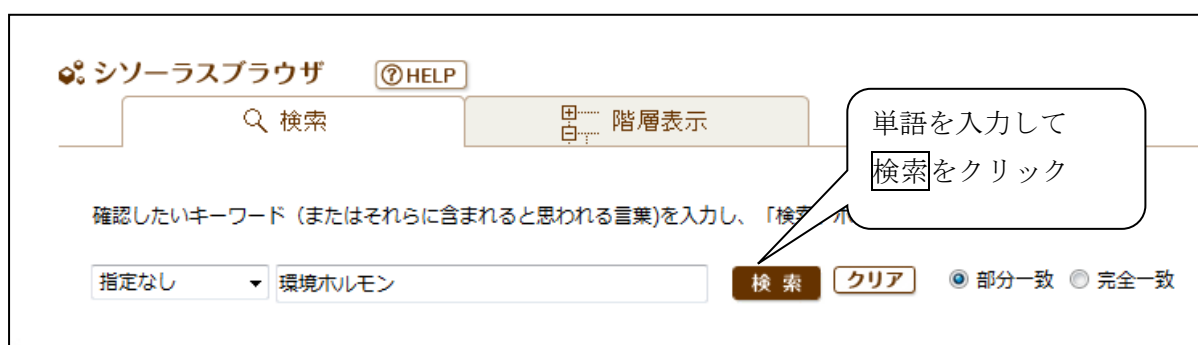 シソーラスブラウザ ?HELP
検索 階層表示
単語を入力して
検索をクリック
確認したいキーワード（またはそれらに含まれると思われる言葉)を入力し、「検索
指定なし 環境ホルモン 検索 クリア 部分一致 完全一致